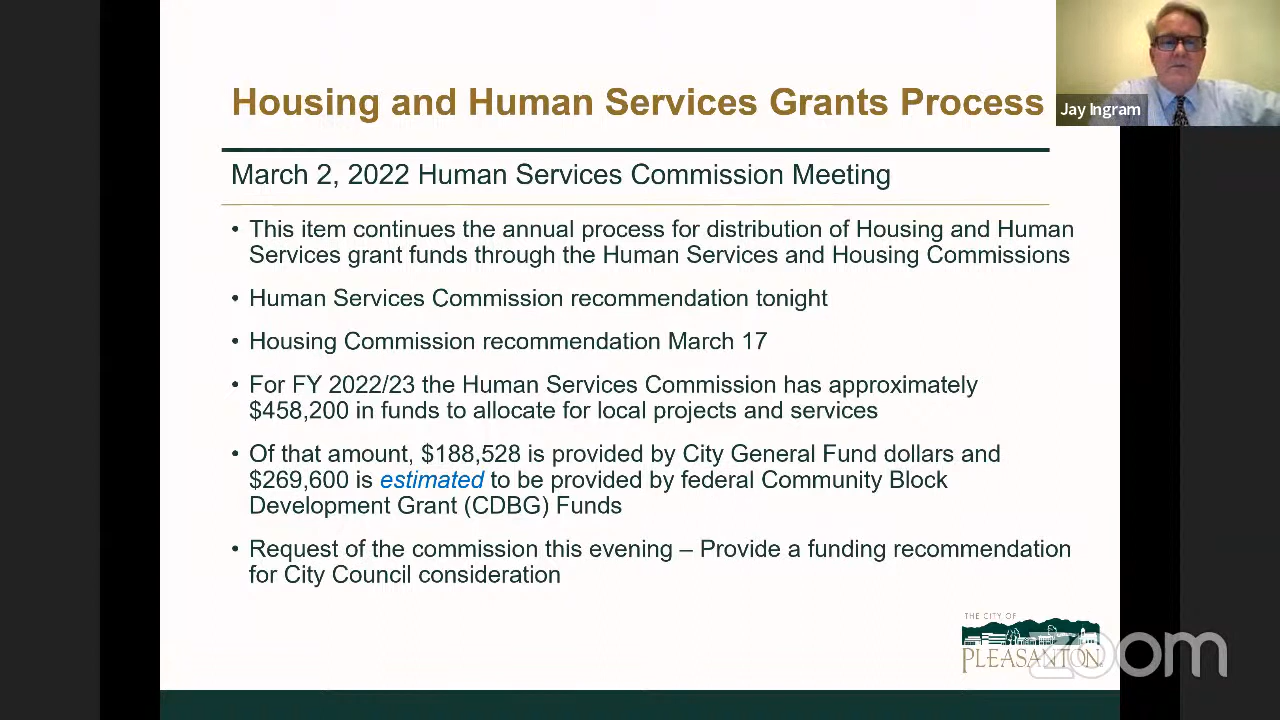 Housing and Human Services Grants Process
Jay Ingram
March 2, 2022 Human Services Commission Meeting
• This item continues the annual process for distribution of Housing and Human
Services grant funds through the Human Services and Housing Commissions
• Human Services Commission recommendation tonight
• Housing Commission recommendation March 17
• For FY 2022/23 the Human Services Commission has approximately
$458,200 in funds to allocate for local projects and services
• Of that amount, $188,528 is provided by City General Fund dollars and
$269,600 is estimated to be provided by federal Community Block
Development Grant (CDBG) Funds
• Request of the commission this evening – Provide a funding recommendation
for City Council consideration
THE CITY OF
PLEASANTON
zoom